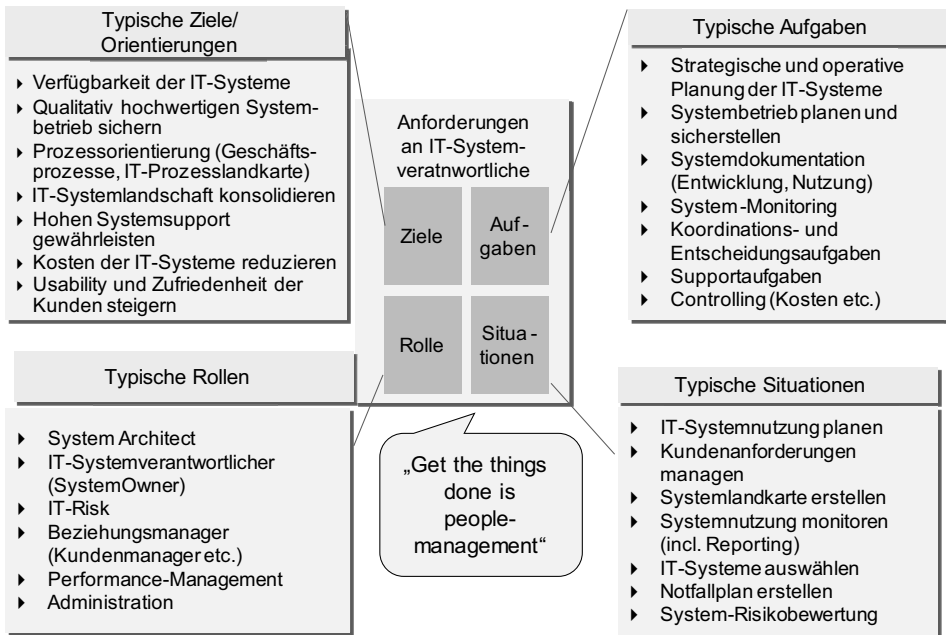 Typische Ziele/
Orientierungen
Verfügbarkeit der IT-Systeme
Qualitativ hochwertigen System-
betrieb sichern
Prozessorientierung (Geschäfts-
prozesse, IT-Prozesslandkarte)
IT-Systemlandschaft konsolidieren
Hohen Systemsupport
gewährleisten
Kosten der IT-Systeme reduzieren
Usability und Zufriedenheit der
Kunden steigern
Anforderungen
an IT-System-
veratnwortliche
Ziele
Auf-
gaben
Rolle
Situa-
tionen
Typische Aufgaben
Strategische und operative
Planung der IT-Systeme
Systembetrieb planen und
sicherstellen
Systemdokumentation
(Entwicklung, Nutzung)
System-Monitoring
Koordinations- und
Entscheidungsaufgaben
Supportaufgaben
Controlling (Kosten etc.)
Typische Rollen
System Architect
IT-Systemverantwortlicher
(SystemOwner)
IT-Risk
Beziehungsmanager
(Kundenmanager etc.)
Performance-Management
Administration
„Get the things
done is
people-
management“
Typische Situationen
IT-Systemnutzung planen
Kundenanforderungen
managen
Systemlandkarte erstellen
Systemnutzung monitoren
(incl. Reporting)
IT-Systeme auswählen
Notfallplan erstellen
System-Risikobewertung